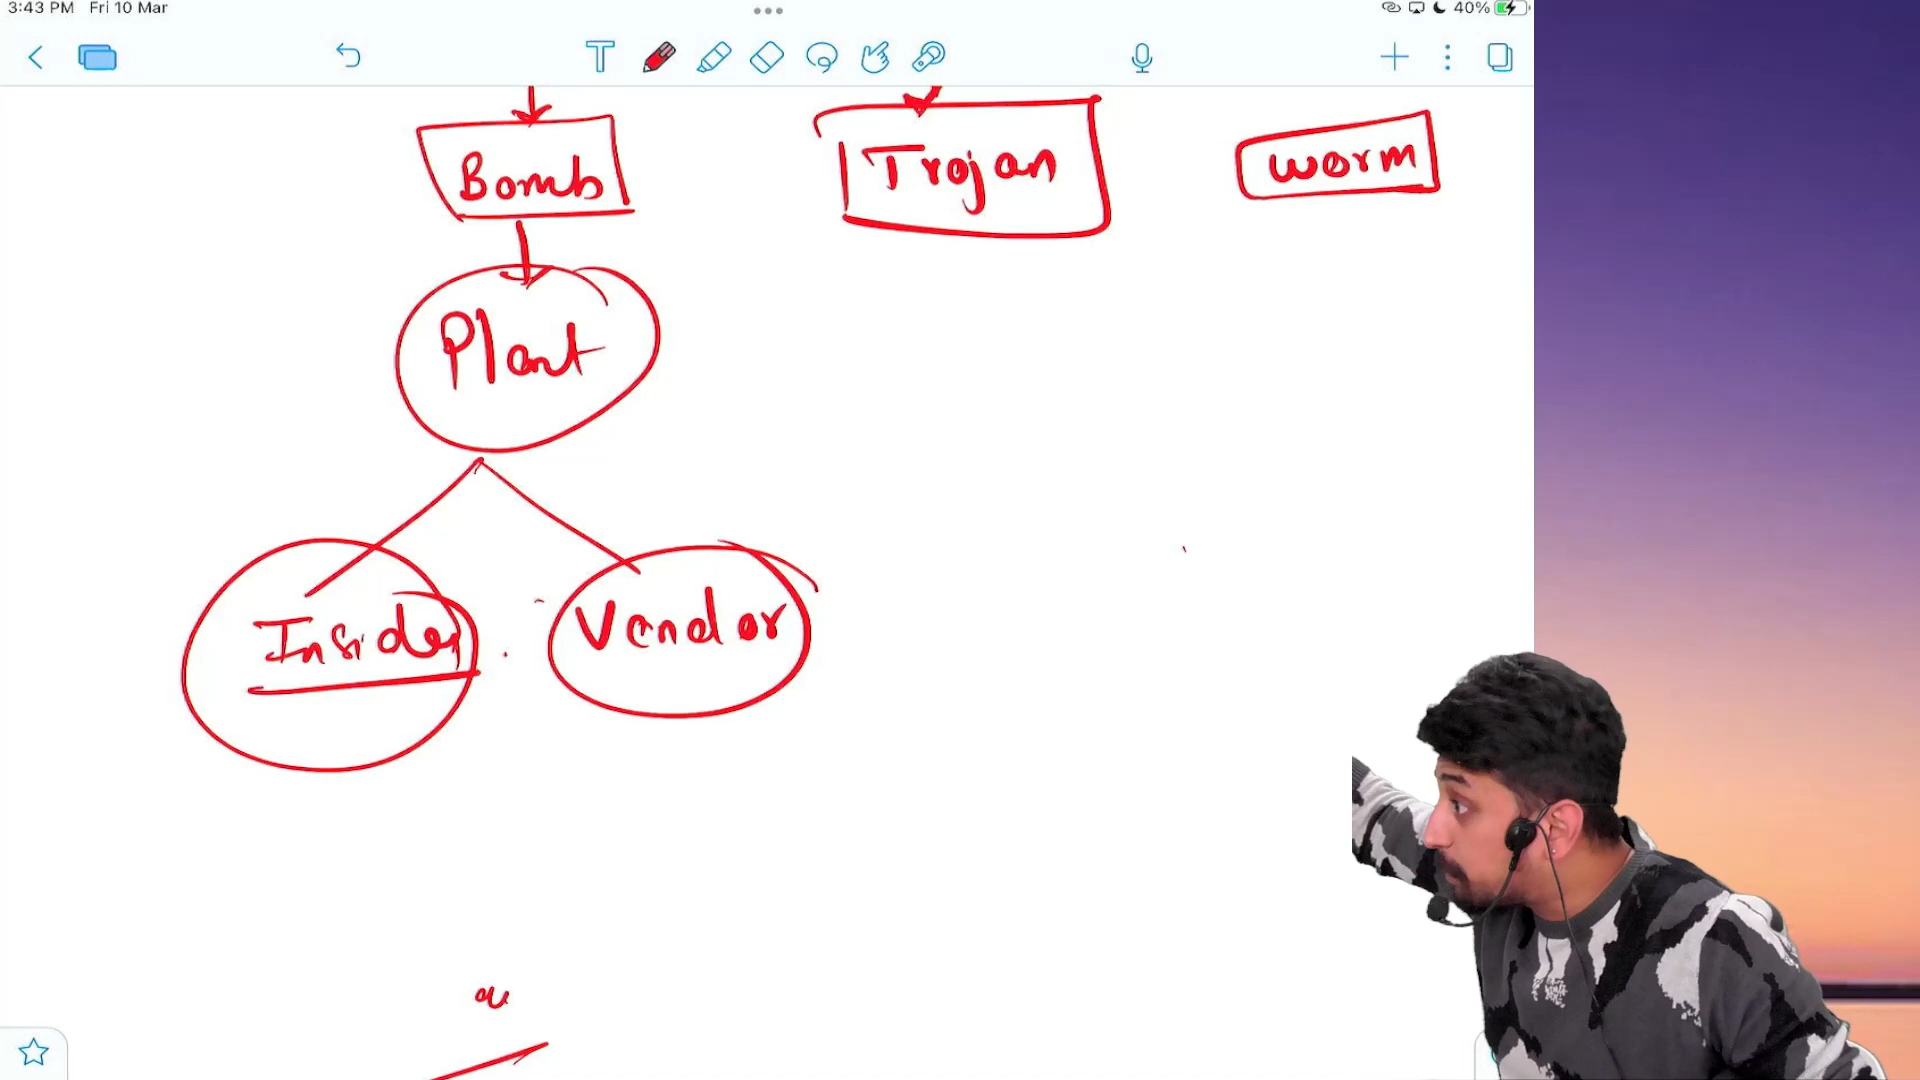 3:43 PM Fri 10 Mar
40%
T
Bomb
Trojan
worm
Plant
Insider
Vendor